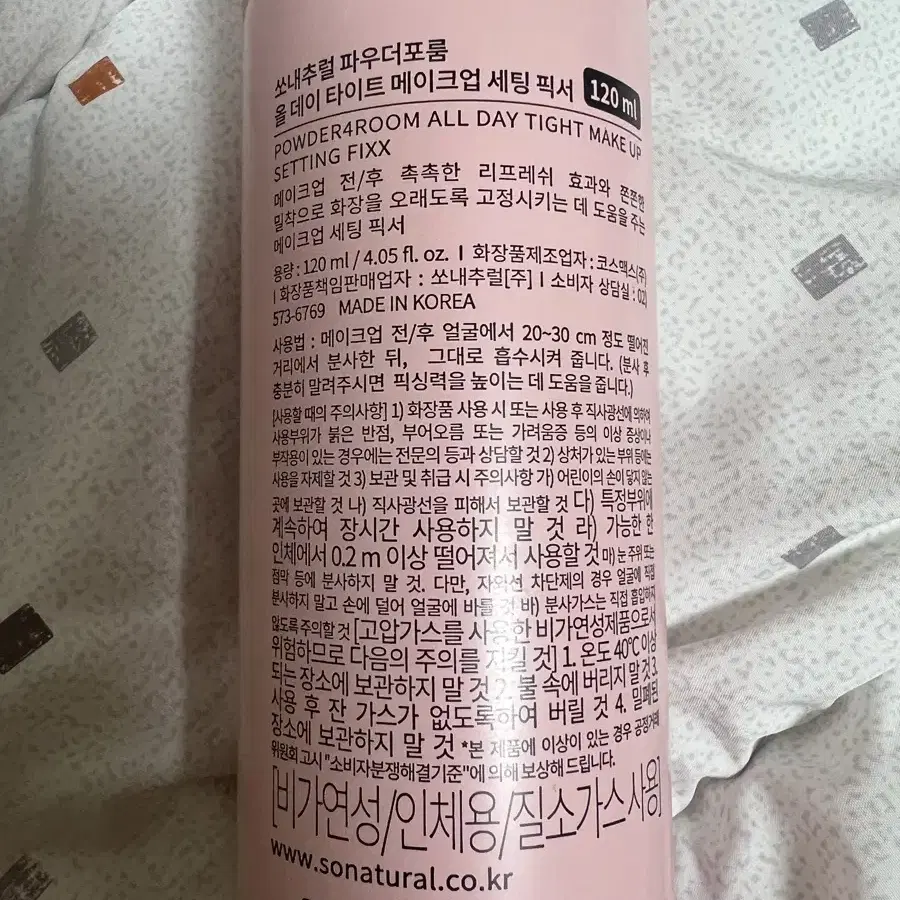 쏘내추럴 파우더포룸
올 데이 타이트 메이크업 세팅 픽서 120 ml
POWDER4ROOM ALL DAY TIGHT MAKE UP
SETTING FIXX
메이크업 전/후 촉촉한 리프레쉬 효과와 쫀쫀한
밀착으로 화장을 오래도록 고정시키는 데 도움을 주는
메이크업 세팅 픽서
용량 : 120 ml / 4.05 fl. oz. I 화장품제조업자 : 코스맥스(주)
I 화장품책임판매업자 : 쏘내추럴[주] I 소비자 상담실 : 02)
573-6769 MADE IN KOREA
사용법 : 메이크업 전/후 얼굴에서 20~30 cm 정도 떨어진
거리에서 분사한 뒤, 그대로 흡수시켜 줍니다. (분사 후
충분히 말려주시면 픽싱력을 높이는 데 도움을 줍니다.)
[사용할 때의 주의사항] 1) 화장품 사용 시 또는 사용 후 직사광선에 의하여
사용부위가 붉은 반점, 부어오름 또는 가려움증 등의 이상 증상이나
부작용이 있는 경우에는 전문의 등과 상담할 것 2) 상처가 있는 부위 등에는
사용을 자제할 것 3) 보관 및 취급 시 주의사항 가) 어린이의 손이 닿지 않는
곳에 보관할 것 나) 직사광선을 피해서 보관할 것 다) 특정부위에
계속하여 장시간 사용하지 말 것 라) 가능한 한
인체에서 0.2 m 이상 떨어져서 사용할 것 마) 눈 주위 또는
점막 등에 분사하지 말 것. 다만, 자외선 차단제의 경우 얼굴에 직접
분사하지 말고 손에 덜어 얼굴에 바를 것 바) 분사가스는 직접 흡입하지
않도록 주의할 것 [고압가스를 사용한 비가연성제품으로서
위험하므로 다음의 주의를 지킬 것] 1. 온도 40℃ 이상
되는 장소에 보관하지 말 것 2. 불 속에 버리지 말 것 3.
사용 후 잔 가스가 없도록하여 버릴 것 4. 밀폐된
장소에 보관하지 말 것 *본 제품에 이상이 있는 경우 공정거래
위원회 고시 "소비자분쟁해결기준"에 의해 보상해 드립니다.
[비가연성/인체용/질소가스사용]
www.sonatural.co.kr